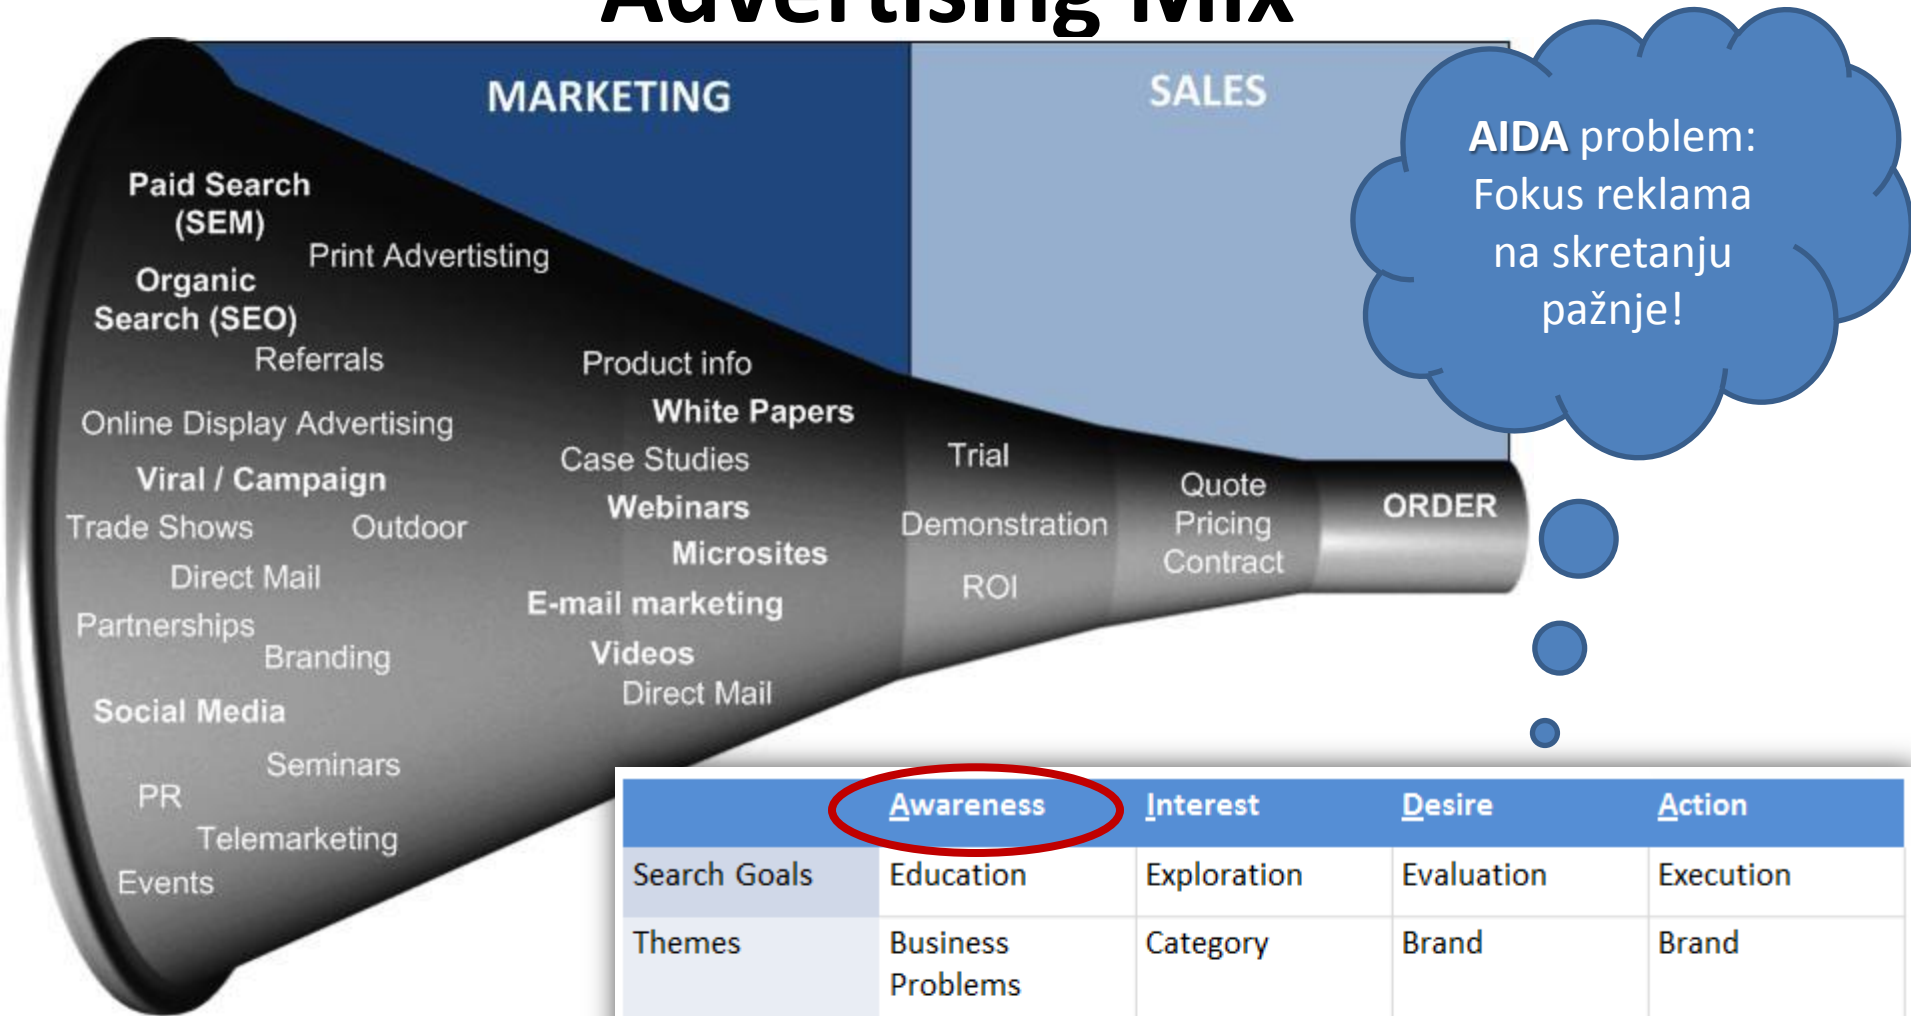 Advertising Mix
MARKETING
SALES
AIDA problem:
Fokus reklama
na skretanju
pažnje!
Paid Search
(SEM)
Print Advertisting
Organic
Search (SEO)
Referrals
Online Display Advertising
Viral / Campaign
Trade Shows
Outdoor
Direct Mail
Partnerships
Branding
Social Media
Seminars
PR
Telemarketing
Events
Product info
White Papers
Case Studies
Webinars
Microsites
E-mail marketing
Videos
Direct Mail
Trial
Demonstration
ROI
Quote
Pricing
Contract
ORDER
Awareness Interest Desire Action
Search Goals Education Exploration Evaluation Execution
Themes Business Category Brand Brand
Problems